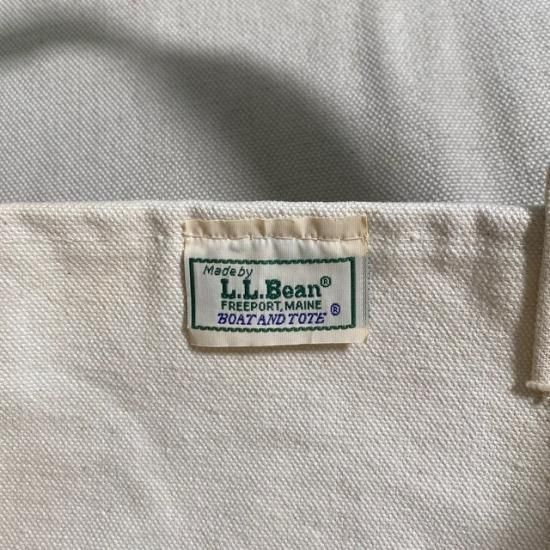 Made by
L.L.Bean®
FREEPORT, MAINE
BOAT AND TOTE®